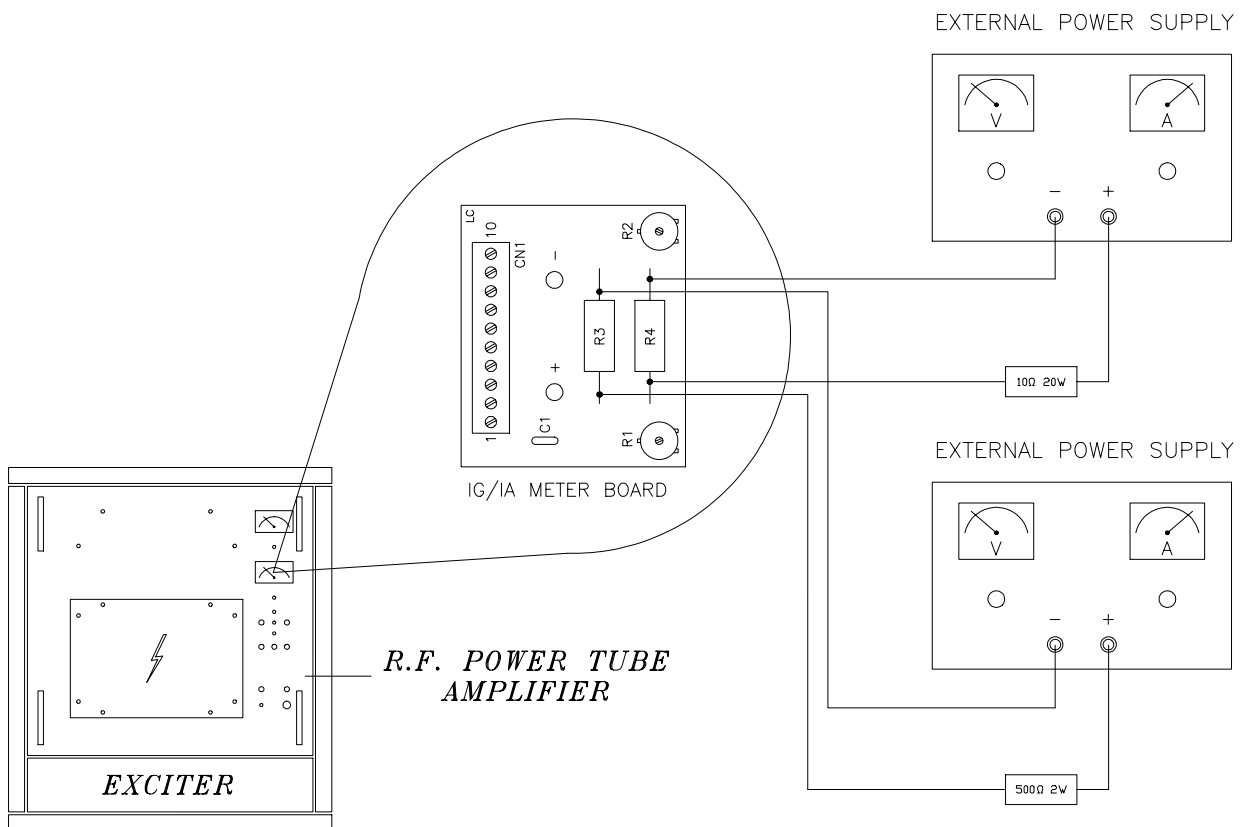 EXTERNAL POWER SUPPLY
V
A
- +
LC
10
CN1
-
R2
R3
R4
+
10Ω 20W
C1
1
R1
IG/IA METER BOARD
EXTERNAL POWER SUPPLY
V
A
- +
R.F. POWER TUBE
AMPLIFIER
EXCITER
500Ω 2W